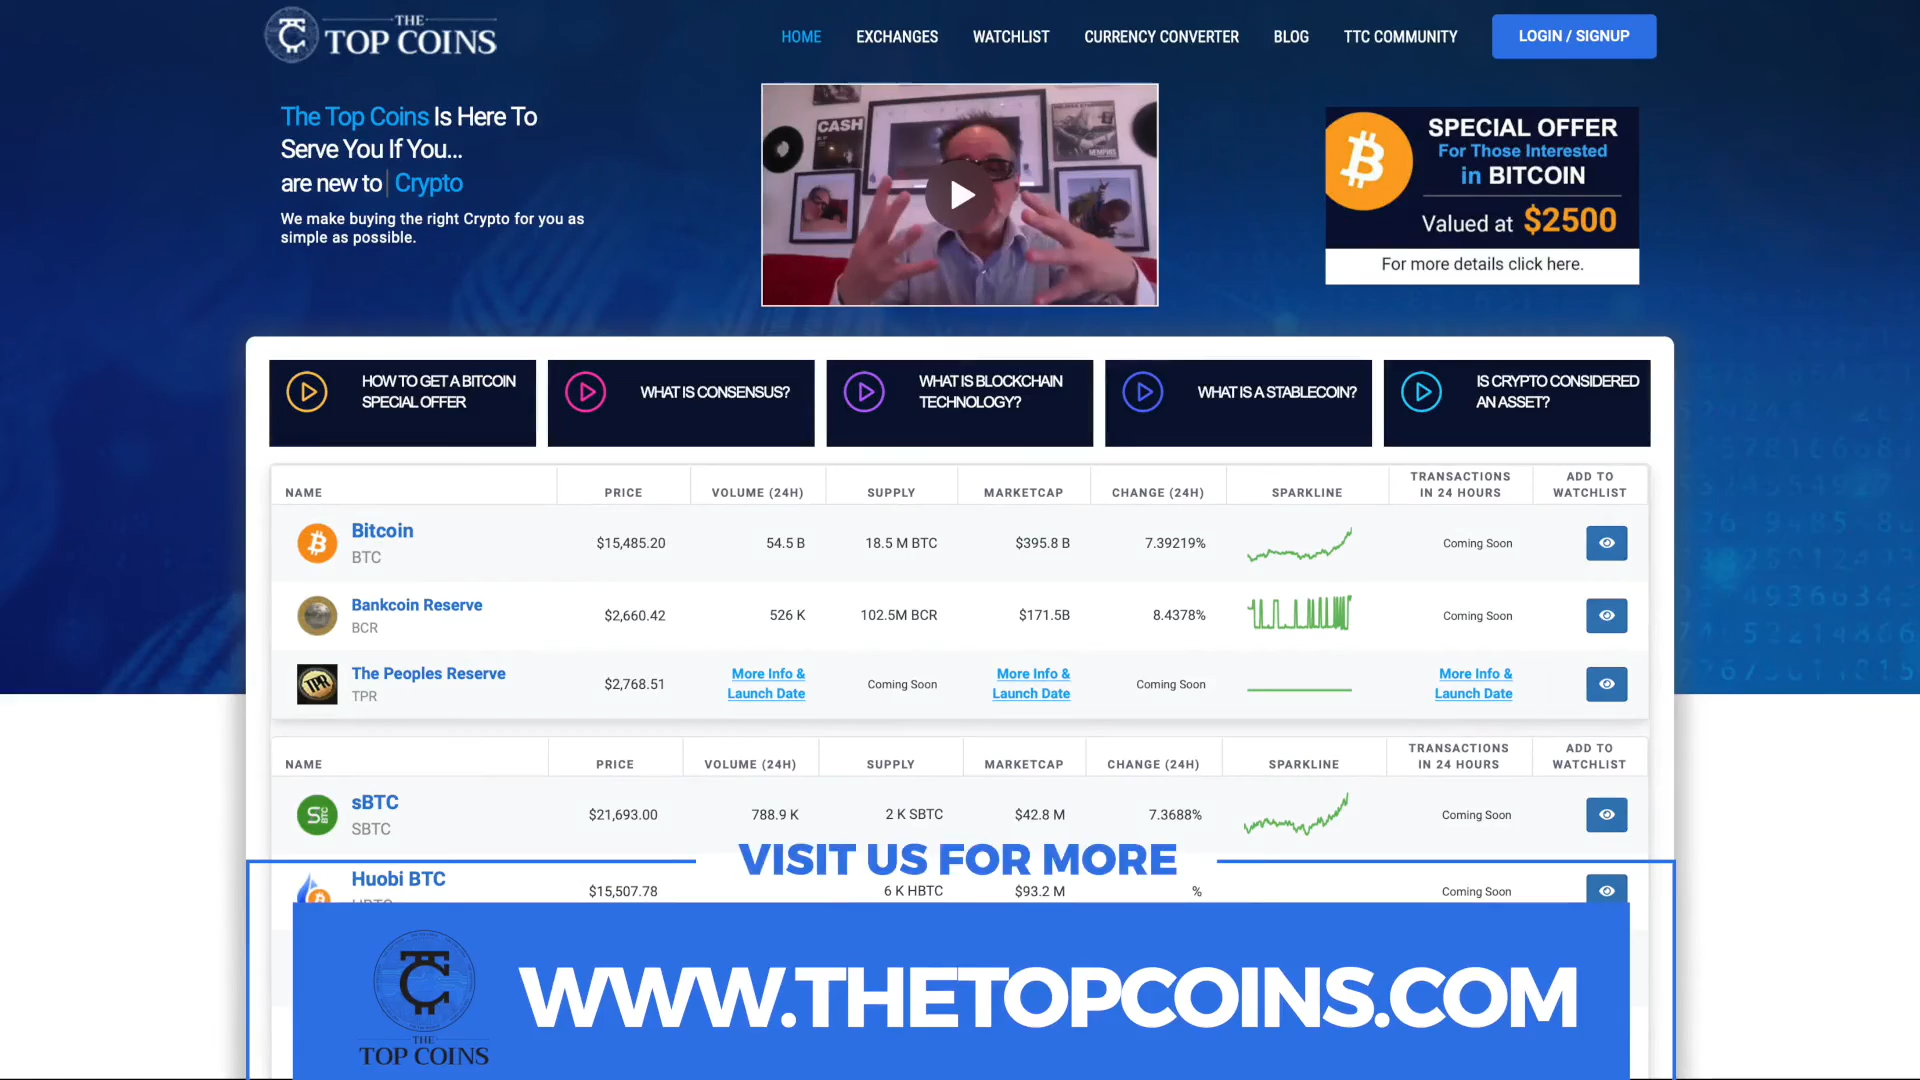 THE
TOP COINS
HOME
EXCHANGES
WATCHLIST
CURRENCY CONVERTER
BLOG
TTC COMMUNITY
LOGIN / SIGNUP
The Top Coins Is Here To
Serve You If You...
are new to Crypto
We make buying the right Crypto for you as
simple as possible.
CASH
MEMPHIS
SPECIAL OFFER
For Those Interested
in BITCOIN
Valued at $2500
For more details click here.
HOW TO GET A BITCOIN
SPECIAL OFFER
WHAT IS CONSENSUS?
WHAT IS BLOCKCHAIN
TECHNOLOGY?
WHAT IS A STABLECOIN?
IS CRYPTO CONSIDERED
AN ASSET?
NAME PRICE VOLUME (24H) SUPPLY MARKETCAP CHANGE (24H) SPARKLINE TRANSACTIONS IN 24 HOURS ADD TO WATCHLIST
Bitcoin
BTC
$15,485.20 54.5 B 18.5 M BTC $395.8 B 7.39219% Coming Soon
Bankcoin Reserve
BCR
$2,660.42 526 K 102.5M BCR $171.5B 8.4378% Coming Soon
TPR
The Peoples Reserve
TPR
$2,768.51 More Info & Launch Date Coming Soon More Info & Launch Date Coming Soon More Info & Launch Date
NAME PRICE VOLUME (24H) SUPPLY MARKETCAP CHANGE (24H) SPARKLINE TRANSACTIONS IN 24 HOURS ADD TO WATCHLIST
SBTC
sBTC
SBTC
$21,693.00 788.9 K 2 K SBTC $42.8 M 7.3688% Coming Soon
VISIT US FOR MORE
Huobi BTC
$15,507.78 6 K HBTC $93.2 M % Coming Soon
THE
TOP COINS
WWW.THETOPCOINS.COM